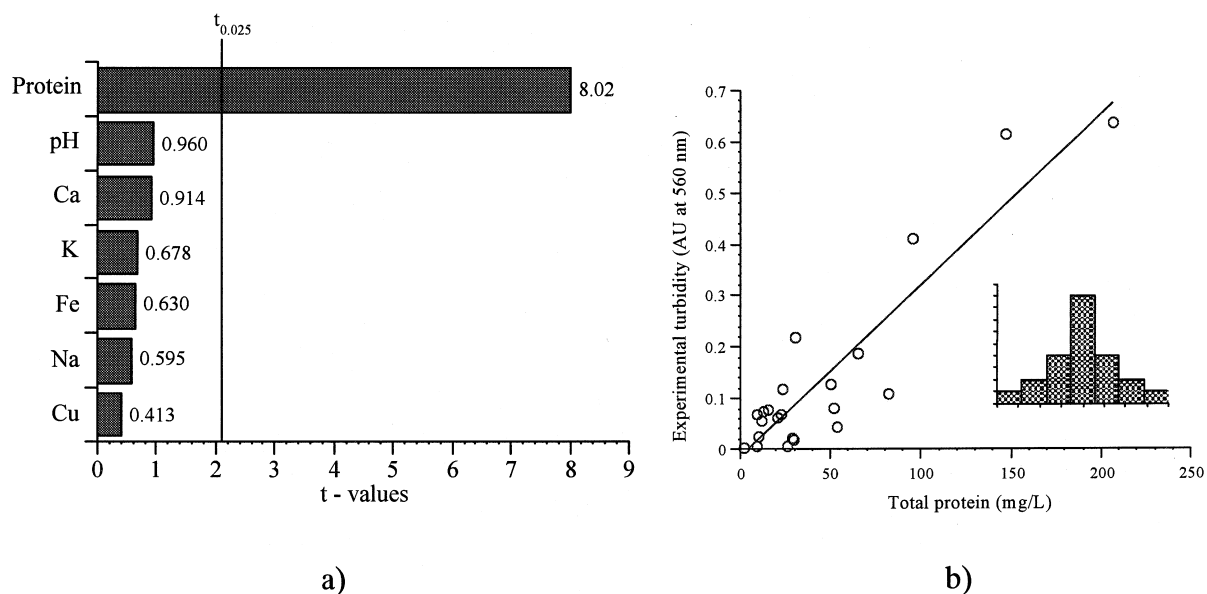 t0.025
Protein
8.02
pH
0.960
Ca
0.914
K
0.678
Fe
0.630
Na
0.595
Cu
0.413
0 1 2 3 4 5 6 7 8 9
t - values
a)
Experimental turbidity (AU at 560 nm)
0.7
0.6
0.5
0.4
0.3
0.2
0.1
0
0 50 100 150 200 250
Total protein (mg/L)
b)